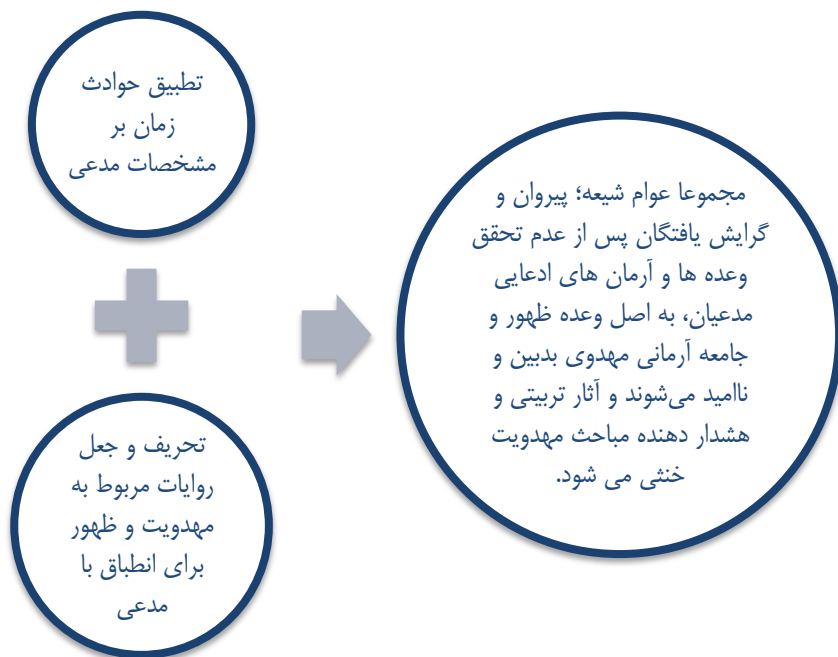 تطبیق حوادث
زمان بر
مشخصات مدعی
تحریف و جعل
روایات مربوط به
مهدویت و ظهور
برای انطباق با
مدعی
مجموعا عوام شیعه؛ پیروان و
گرایش یافتگان پس از عدم تحقق
وعده ها و آرمان های ادعایی
مدعیان، به اصل وعده ظهور و
جامعه آرمانی مهدوی بدبین و
ناامید می‌شوند و آثار تربیتی و
هشدار دهنده مباحث مهدویت
خنثی می شود.